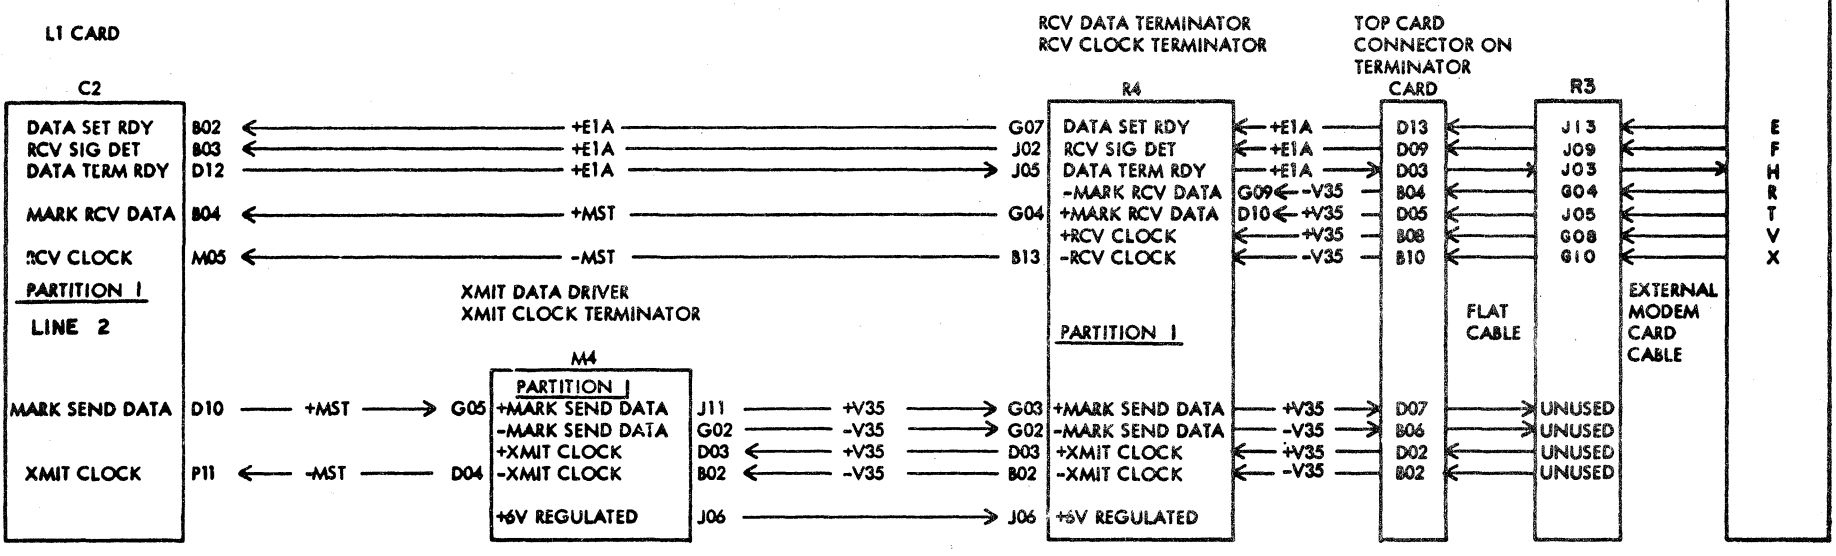 RCV DATA TERMINATOR TOP CARD
L1 CARD RCV CLOCK TERMINATOR CONNECTOR ON
TERMINATOR
C2 R4 CARD R3
DATA SET RDY B02 +E1A G07 DATA SET RDY +E1A D13 J13 E
RCV SIG DET B03 +E1A J02 RCV SIG DET +E1A D09 J09 F
DATA TERM RDY D12 +E1A J05 DATA TERM RDY +E1A D03 J03 H
-MARK RCV DATA G09 -V35 B04 G04 R
MARK RCV DATA B04 +MST G04 +MARK RCV DATA D10 +V35 D05 J05 T
+RCV CLOCK +V35 B08 G08 V
RCV CLOCK M05 -MST B13 -RCV CLOCK -V35 B10 G10 X
PARTITION 1 XMIT DATA DRIVER EXTERNAL
XMIT CLOCK TERMINATOR FLAT MODEM
LINE 2 PARTITION 1 CABLE CARD
M4 CABLE
PARTITION 1
MARK SEND DATA D10 +MST G05 +MARK SEND DATA J11 +V35 G03 +MARK SEND DATA +V35 D07 UNUSED
-MARK SEND DATA G02 -V35 G02 -MARK SEND DATA -V35 B06 UNUSED
+XMIT CLOCK D03 +V35 D03 +XMIT CLOCK +V35 D02 UNUSED
XMIT CLOCK P11 -MST D04 -XMIT CLOCK B02 -V35 B02 -XMIT CLOCK -V35 B02 UNUSED
+6V REGULATED J06 J06 +6V REGULATED